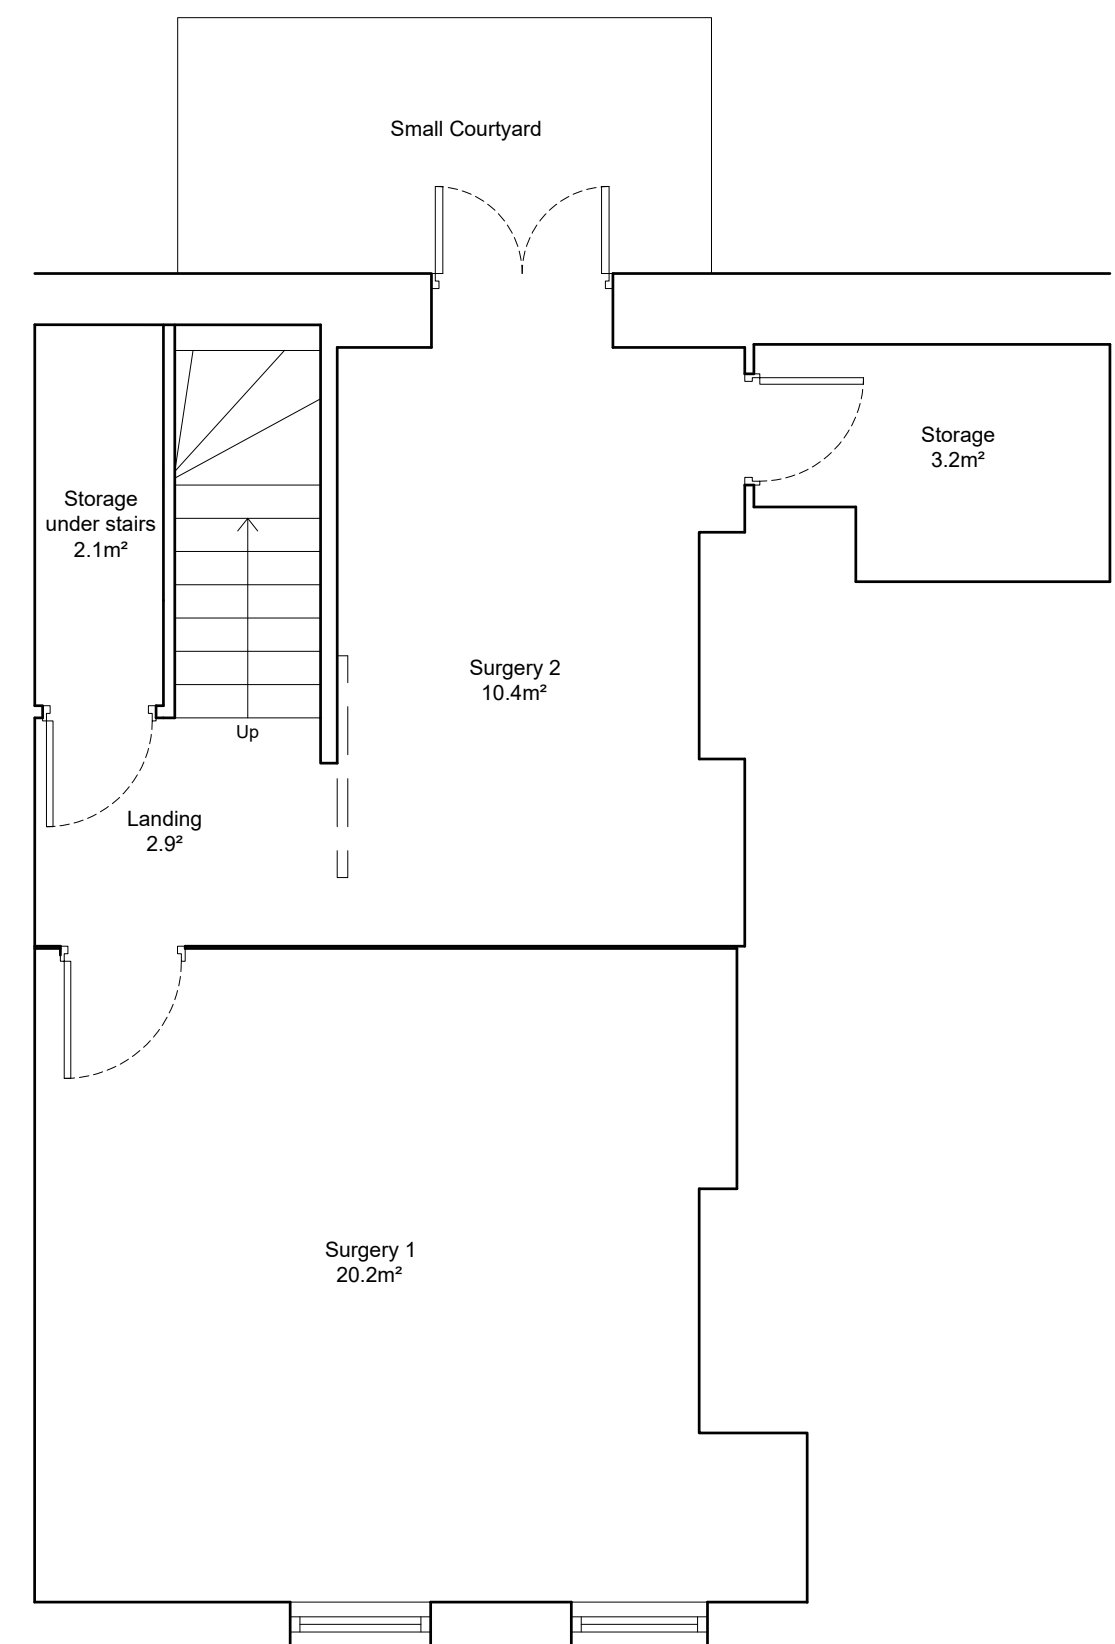 Small Courtyard
Storage
3.2m²
Storage
under stairs
2.1m²
Surgery 2
10.4m²
Up
Landing
2.9²
Surgery 1
20.2m²